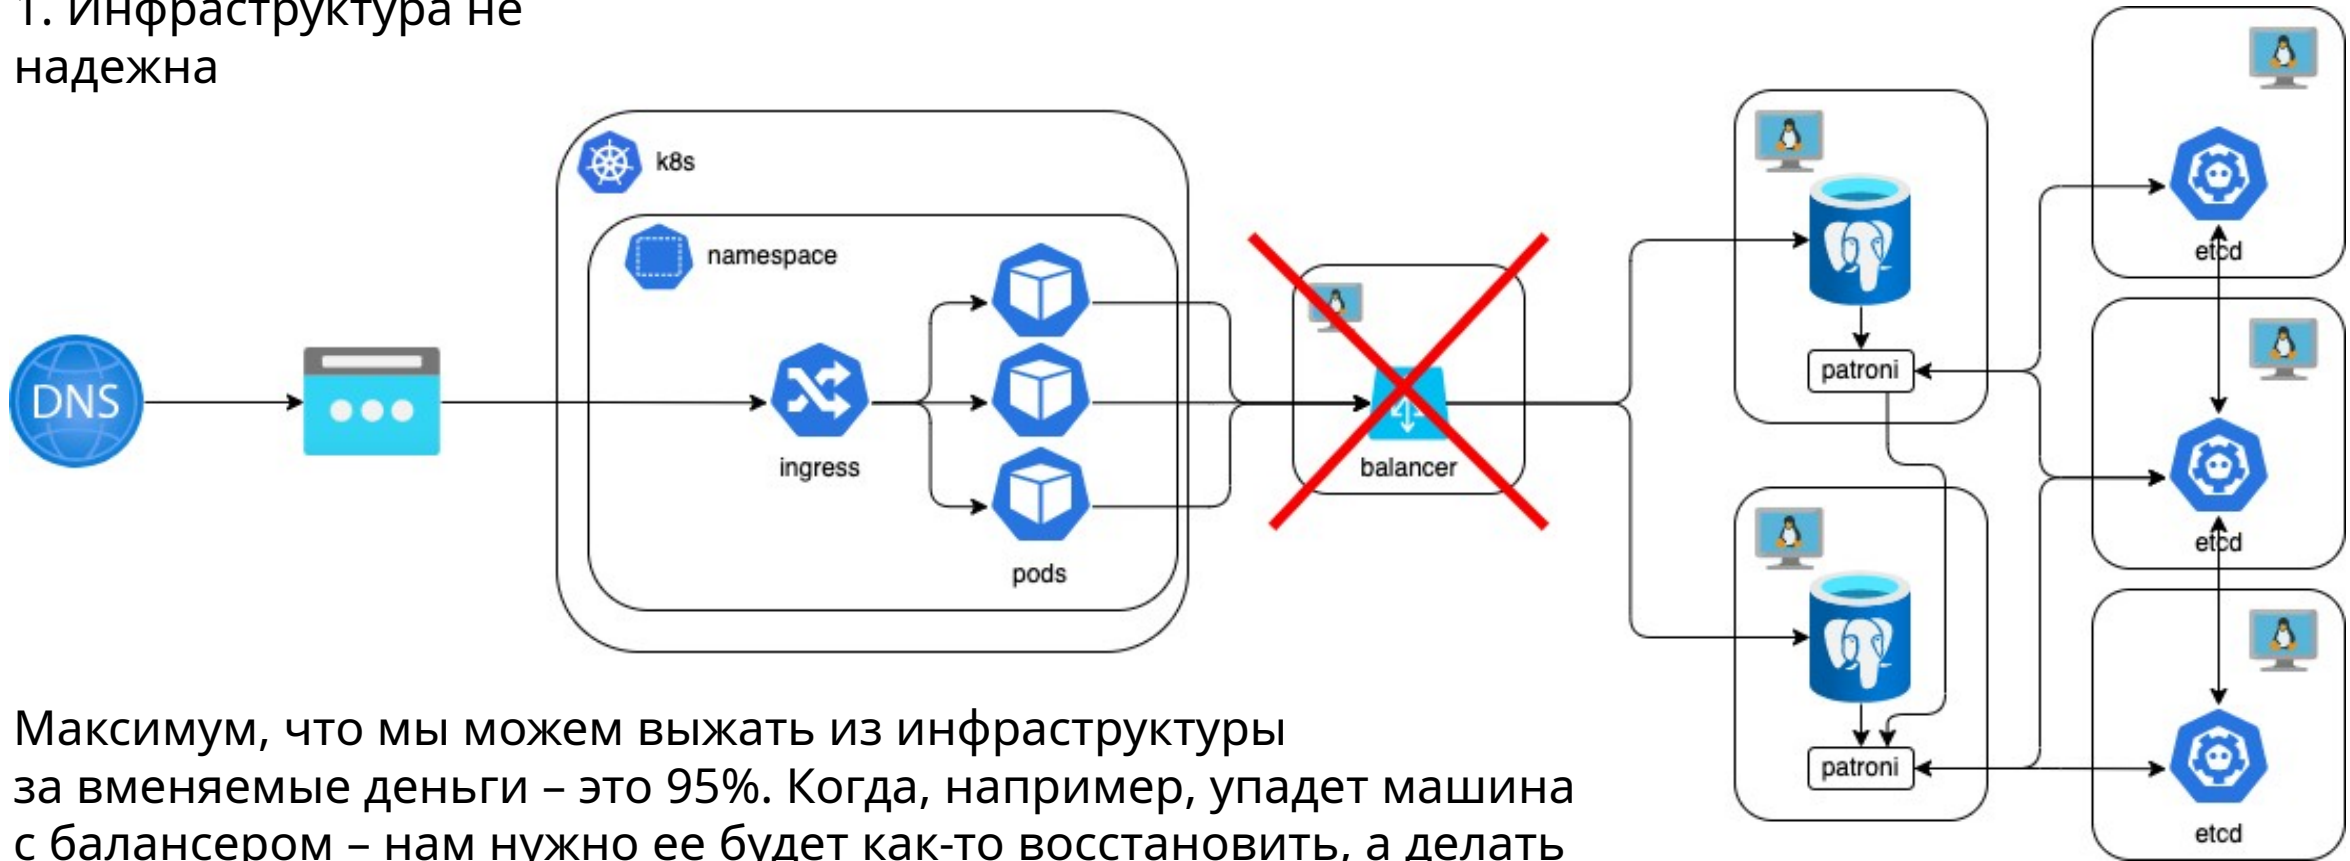 1. Инфраструктура не
надежна
k8s
namespace
DNS
ingress
pods
balancer
patroni
patroni
etcd
etcd
etcd
Максимум, что мы можем выжать из инфраструктуры
за вменяемые деньги – это 95%. Когда, например, упадет машина
с балансером – нам нужно ее будет как-то восстановить, а делать